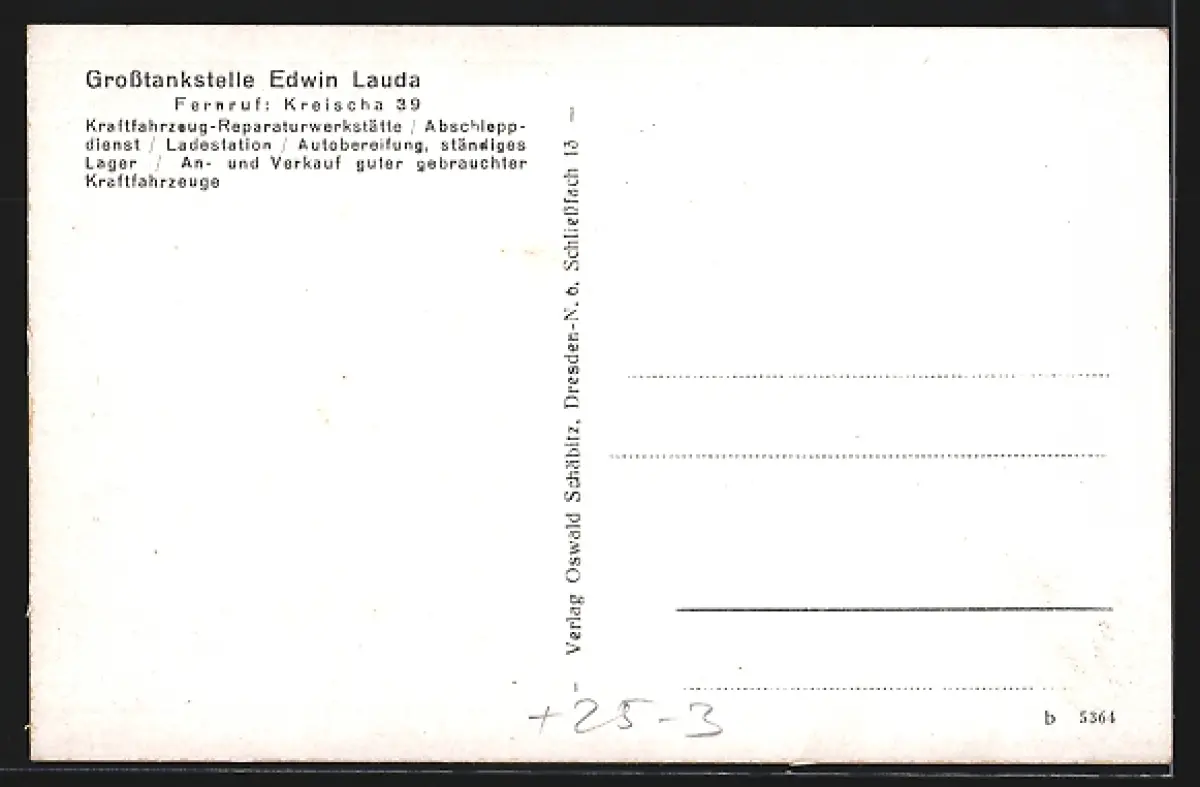 Großtankstelle Edwin Lauda
Fernruf: Kreischa 39
Kraftfahrzeug-Reparaturwerkstätte / Abschlepp-
dienst / Ladestation / Autobereifung, ständiges
Lager / An- und Verkauf guter gebrauchter
Kraftfahrzeuge
Verlag Oswald Schäbitz, Dresden-N. 6, Schließfach 13
+25-3
b 5364